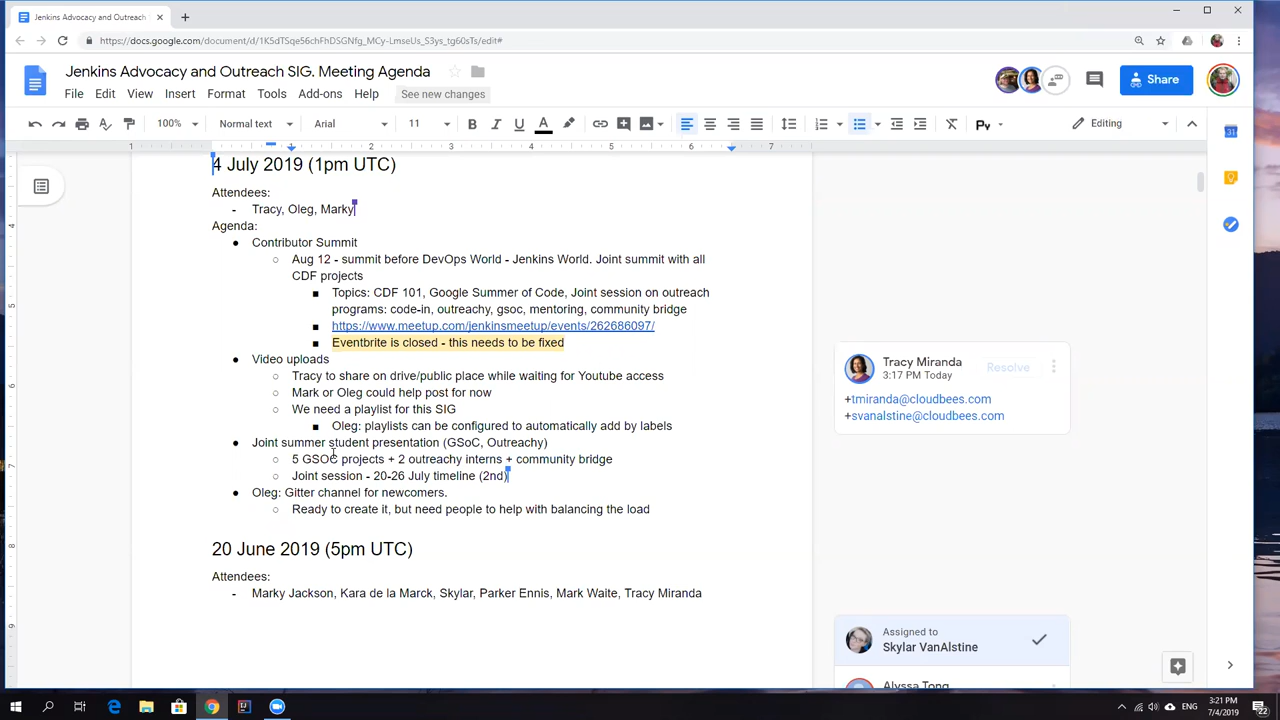 Jenkins Advocacy and Outreach
https://docs.google.com/document/d/1K5dTSqe56chFhDSGNfg_MCy-LmseUs_S3ys_tg60sTs/edit#
Jenkins Advocacy and Outreach SIG. Meeting Agenda
File Edit View Insert Format Tools Add-ons Help See new changes
Share
100% Normal text Arial 11 B I U A Editing
1 1 2 3 4 5 6 7
4 July 2019 (1pm UTC)
Attendees:
- Tracy, Oleg, Marky
Agenda:
● Contributor Summit
○ Aug 12 - summit before DevOps World - Jenkins World. Joint summit with all
CDF projects
■ Topics: CDF 101, Google Summer of Code, Joint session on outreach
programs: code-in, outreachy, gsoc, mentoring, community bridge
■ https://www.meetup.com/jenkinsmeetup/events/262686097/
■ Eventbrite is closed - this needs to be fixed
● Video uploads
○ Tracy to share on drive/public place while waiting for Youtube access
○ Mark or Oleg could help post for now
○ We need a playlist for this SIG
■ Oleg: playlists can be configured to automatically add by labels
● Joint summer student presentation (GSoC, Outreachy)
○ 5 GSOC projects + 2 outreachy interns + community bridge
○ Joint session - 20-26 July timeline (2nd)
● Oleg: Gitter channel for newcomers.
○ Ready to create it, but need people to help with balancing the load
20 June 2019 (5pm UTC)
Attendees:
- Marky Jackson, Kara de la Marck, Skylar, Parker Ennis, Mark Waite, Tracy Miranda
Tracy Miranda
3:17 PM Today
Resolve
+tmiranda@cloudbees.com
+svanalstine@cloudbees.com
Assigned to
Skylar VanAlstine
Alyssa Tong
ENG
3:21 PM
7/4/2019
22